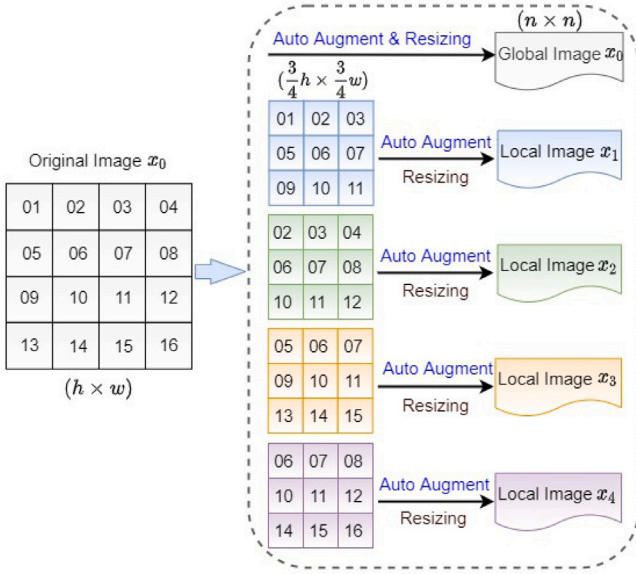 Original Image x₀
01 02 03 04
05 06 07 08
09 10 11 12
13 14 15 16
(h × w)
(n × n)
Auto Augment & Resizing
Global Image x₀
(3/4 h × 3/4 w)
01 02 03
05 06 07
09 10 11
Auto Augment
Resizing
Local Image x₁
02 03 04
06 07 08
10 11 12
Auto Augment
Resizing
Local Image x₂
05 06 07
09 10 11
13 14 15
Auto Augment
Resizing
Local Image x₃
06 07 08
10 11 12
14 15 16
Auto Augment
Resizing
Local Image x₄